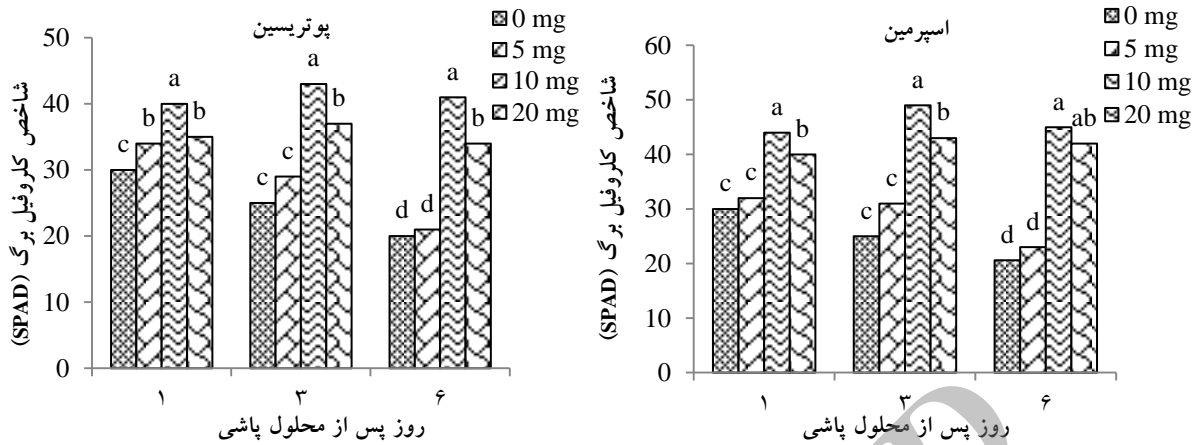 پوتریسین
شاخص کلروفیل برگ (SPAD)
50
40
30
20
10
0
c b a b
c c a b
d d a b
0 mg
5 mg
10 mg
20 mg
۱ ۳ ۶
روز پس از محلول پاشی
اسپرمین
شاخص کلروفیل برگ (SPAD)
60
50
40
30
20
10
0
c c a b
c c a b
d d a ab
0 mg
5 mg
10 mg
20 mg
۱ ۳ ۶
روز پس از محلول پاشی